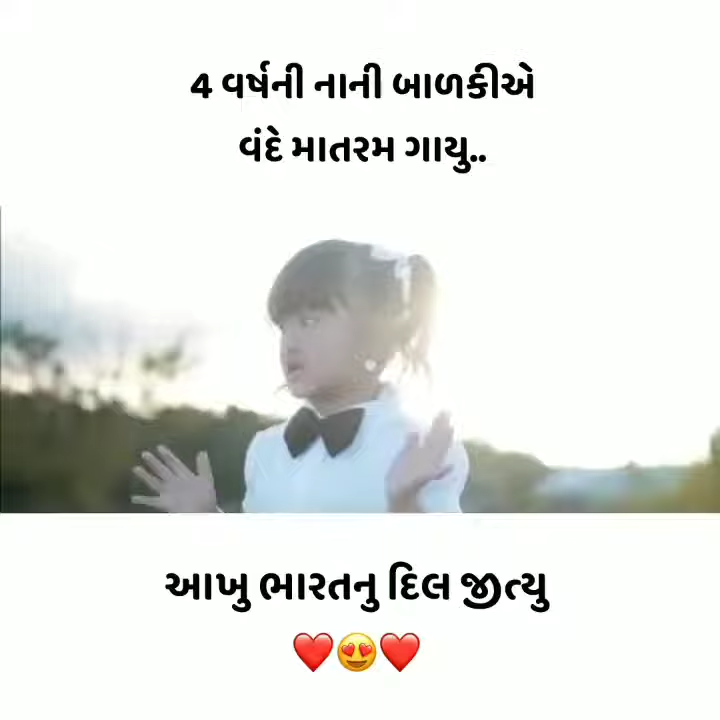 4 વર્ષની નાની બાળકીએ
વંદે માતરમ ગાયુ..
આખુ ભારતનુ દિલ જીત્યુ
❤️😍❤️